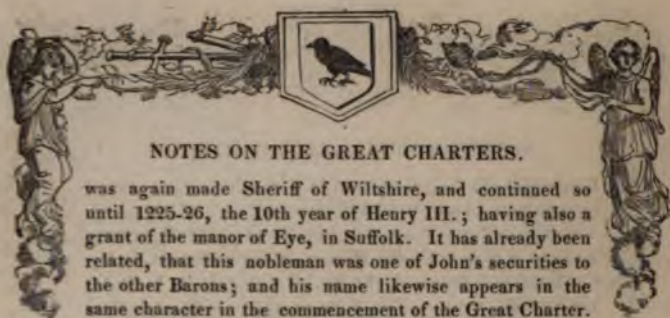 NOTES ON THE GREAT CHARTERS.
was again made Sheriff of Wiltshire, and continued so
until 1225-26, the 10th year of Henry III.; having also a
grant of the manor of Eye, in Suffolk. It has already been
related, that this nobleman was one of John's securities to
the other Barons; and his name likewise appears in the
same character in the commencement of the Great Charter.